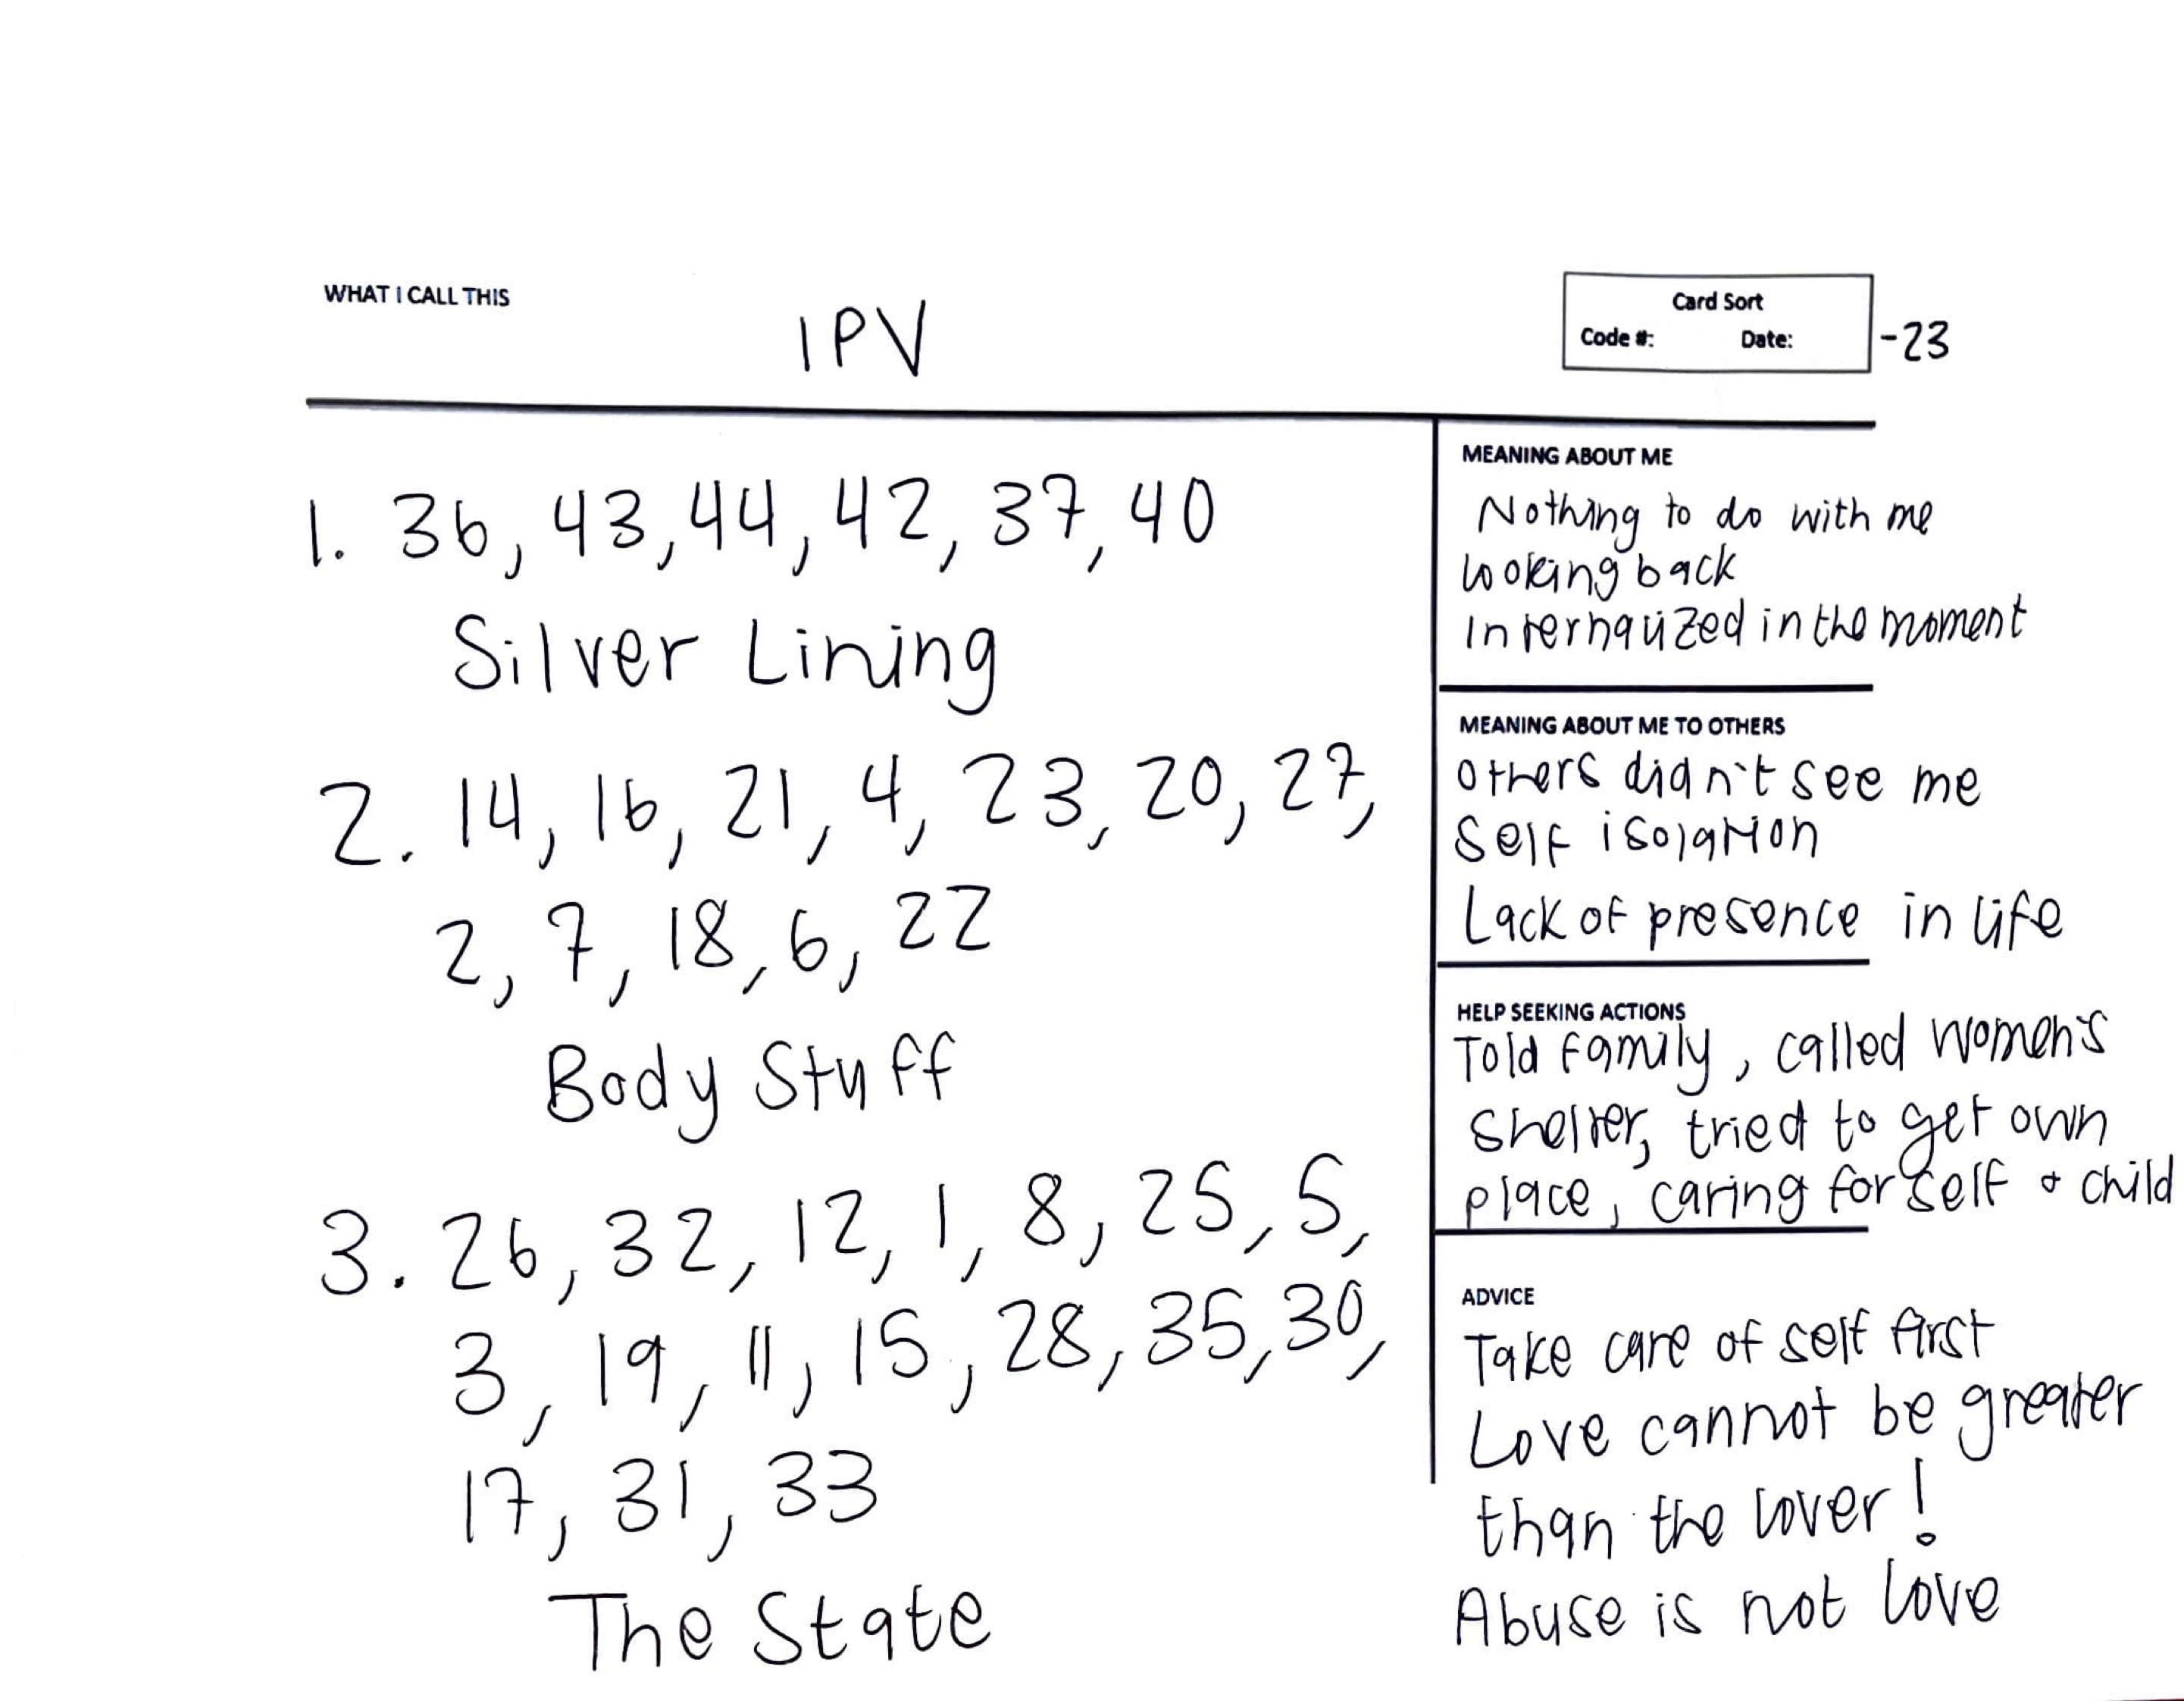 WHAT I CALL THIS
IPV
Card Sort
Code #: Date: -23
1. 36, 43, 44, 42, 37, 40
Silver Lining
2. 14, 16, 21, 4, 23, 20, 27,
2, 7, 18, 6, 22
Body Stuff
3. 26, 32, 12, 1, 8, 25, 5,
3, 19, 11, 15, 28, 35, 30,
17, 31, 33
The State
MEANING ABOUT ME
Nothing to do with me
looking back
Internalized in the moment
MEANING ABOUT ME TO OTHERS
Others didn't see me
Self isolation
Lack of presence in life
HELP SEEKING ACTIONS
Told family, called women's
shelter, tried to get own
place, caring for self & child
ADVICE
Take care of self first
Love cannot be greater
than the lover!
Abuse is not love